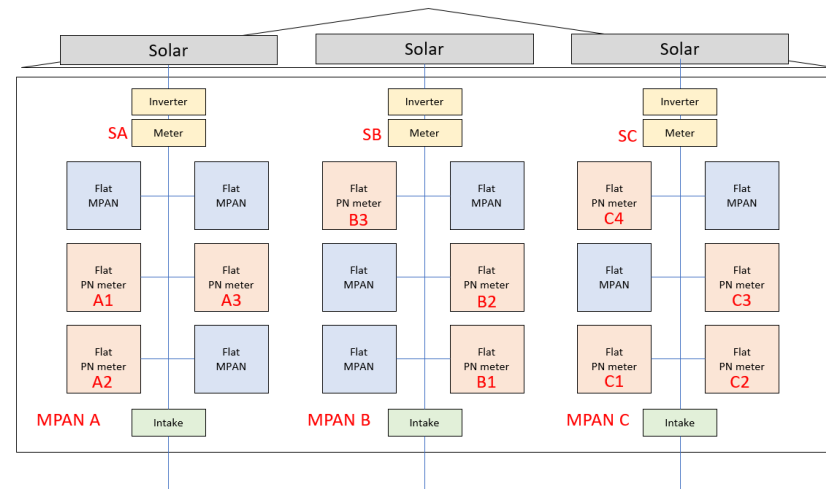 Solar
Solar
Solar
Inverter
Inverter
Inverter
SA
Meter
SB
Meter
SC
Meter
Flat
MPAN
Flat
MPAN
Flat
PN meter
B3
Flat
MPAN
Flat
PN meter
C4
Flat
MPAN
Flat
PN meter
A1
Flat
PN meter
A3
Flat
MPAN
Flat
PN meter
B2
Flat
MPAN
Flat
PN meter
C3
Flat
PN meter
A2
Flat
MPAN
Flat
MPAN
Flat
PN meter
B1
Flat
PN meter
C1
Flat
PN meter
C2
MPAN A
Intake
MPAN B
Intake
MPAN C
Intake